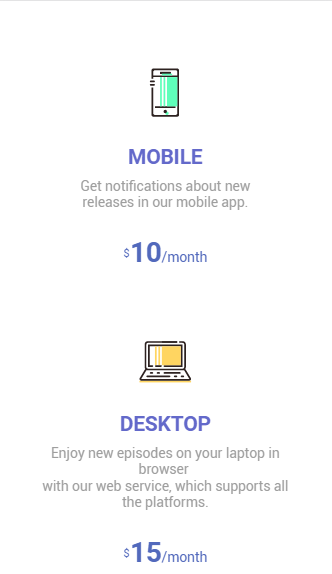 MOBILE
Get notifications about new
releases in our mobile app.
$10/month
DESKTOP
Enjoy new episodes on your laptop in
browser
with our web service, which supports all
the platforms.
$15/month